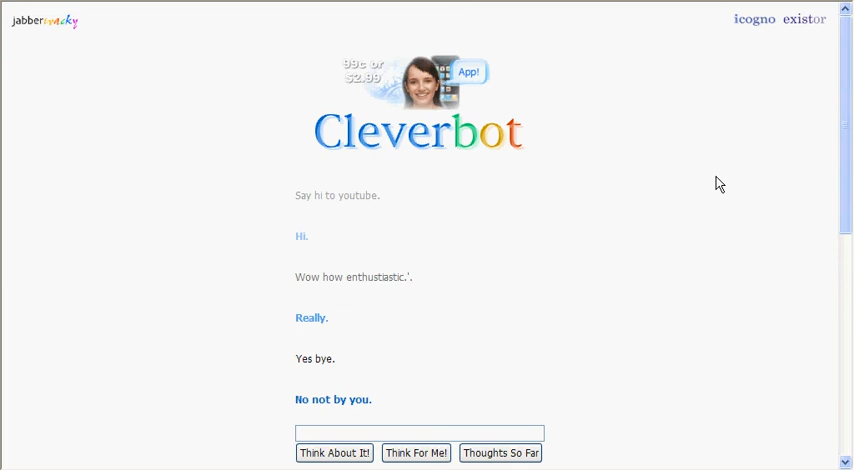 jabberwacky
icogno existor
99c or
$2.99
App!
Cleverbot
Say hi to youtube.
Hi.
Wow how enthustiastic.'.
Really.
Yes bye.
No not by you.
Think About It! Think For Me! Thoughts So Far